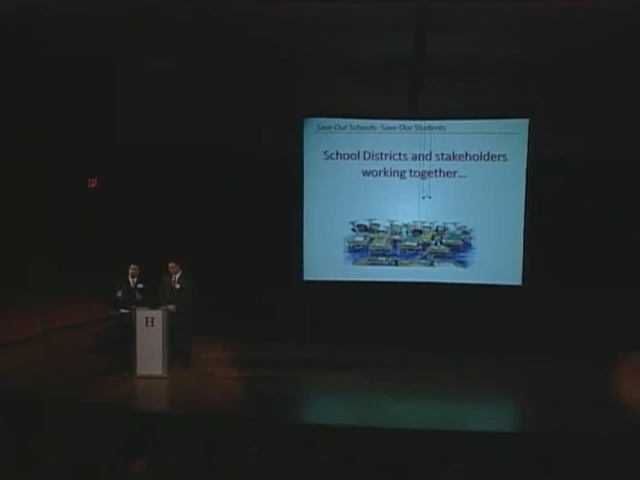 Save Our Schools- Save Our Students
School Districts and stakeholders
working together...
H